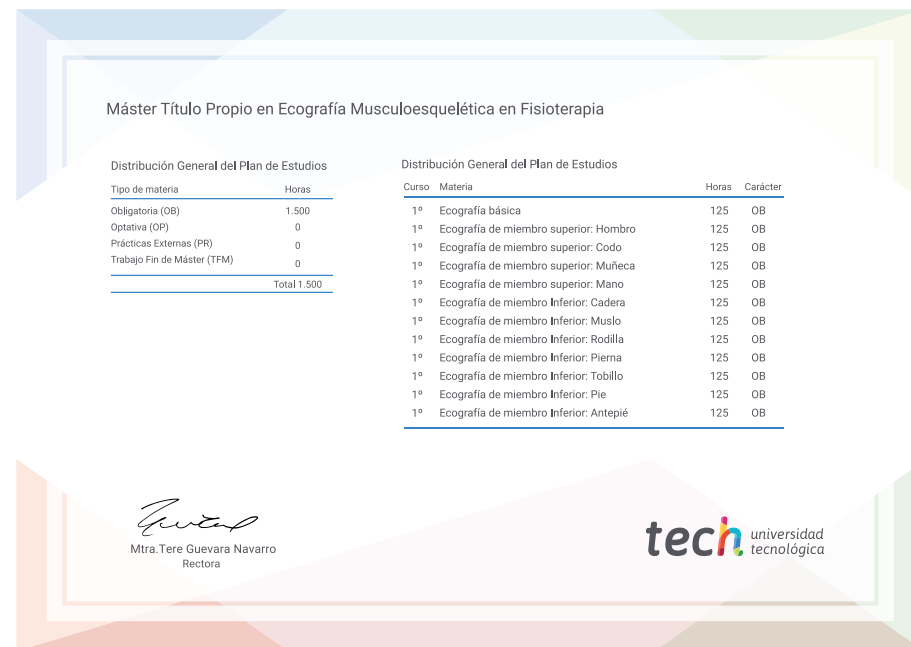 Máster Título Propio en Ecografía Musculoesquelética en Fisioterapia
Distribución General del Plan de Estudios
Tipo de materia Horas
Obligatoria (OB) 1.500
Optativa (OP) 0
Prácticas Externas (PR) 0
Trabajo Fin de Máster (TFM) 0
Total 1.500
Distribución General del Plan de Estudios
Curso Materia Horas Carácter
1º Ecografía básica 125 OB
1º Ecografía de miembro superior: Hombro 125 OB
1º Ecografía de miembro superior: Codo 125 OB
1º Ecografía de miembro superior: Muñeca 125 OB
1º Ecografía de miembro superior: Mano 125 OB
1º Ecografía de miembro Inferior: Cadera 125 OB
1º Ecografía de miembro Inferior: Muslo 125 OB
1º Ecografía de miembro Inferior: Rodilla 125 OB
1º Ecografía de miembro Inferior: Pierna 125 OB
1º Ecografía de miembro Inferior: Tobillo 125 OB
1º Ecografía de miembro Inferior: Pie 125 OB
1º Ecografía de miembro Inferior: Antepié 125 OB
Mtra.Tere Guevara Navarro
Rectora
tech universidad
tecnológica